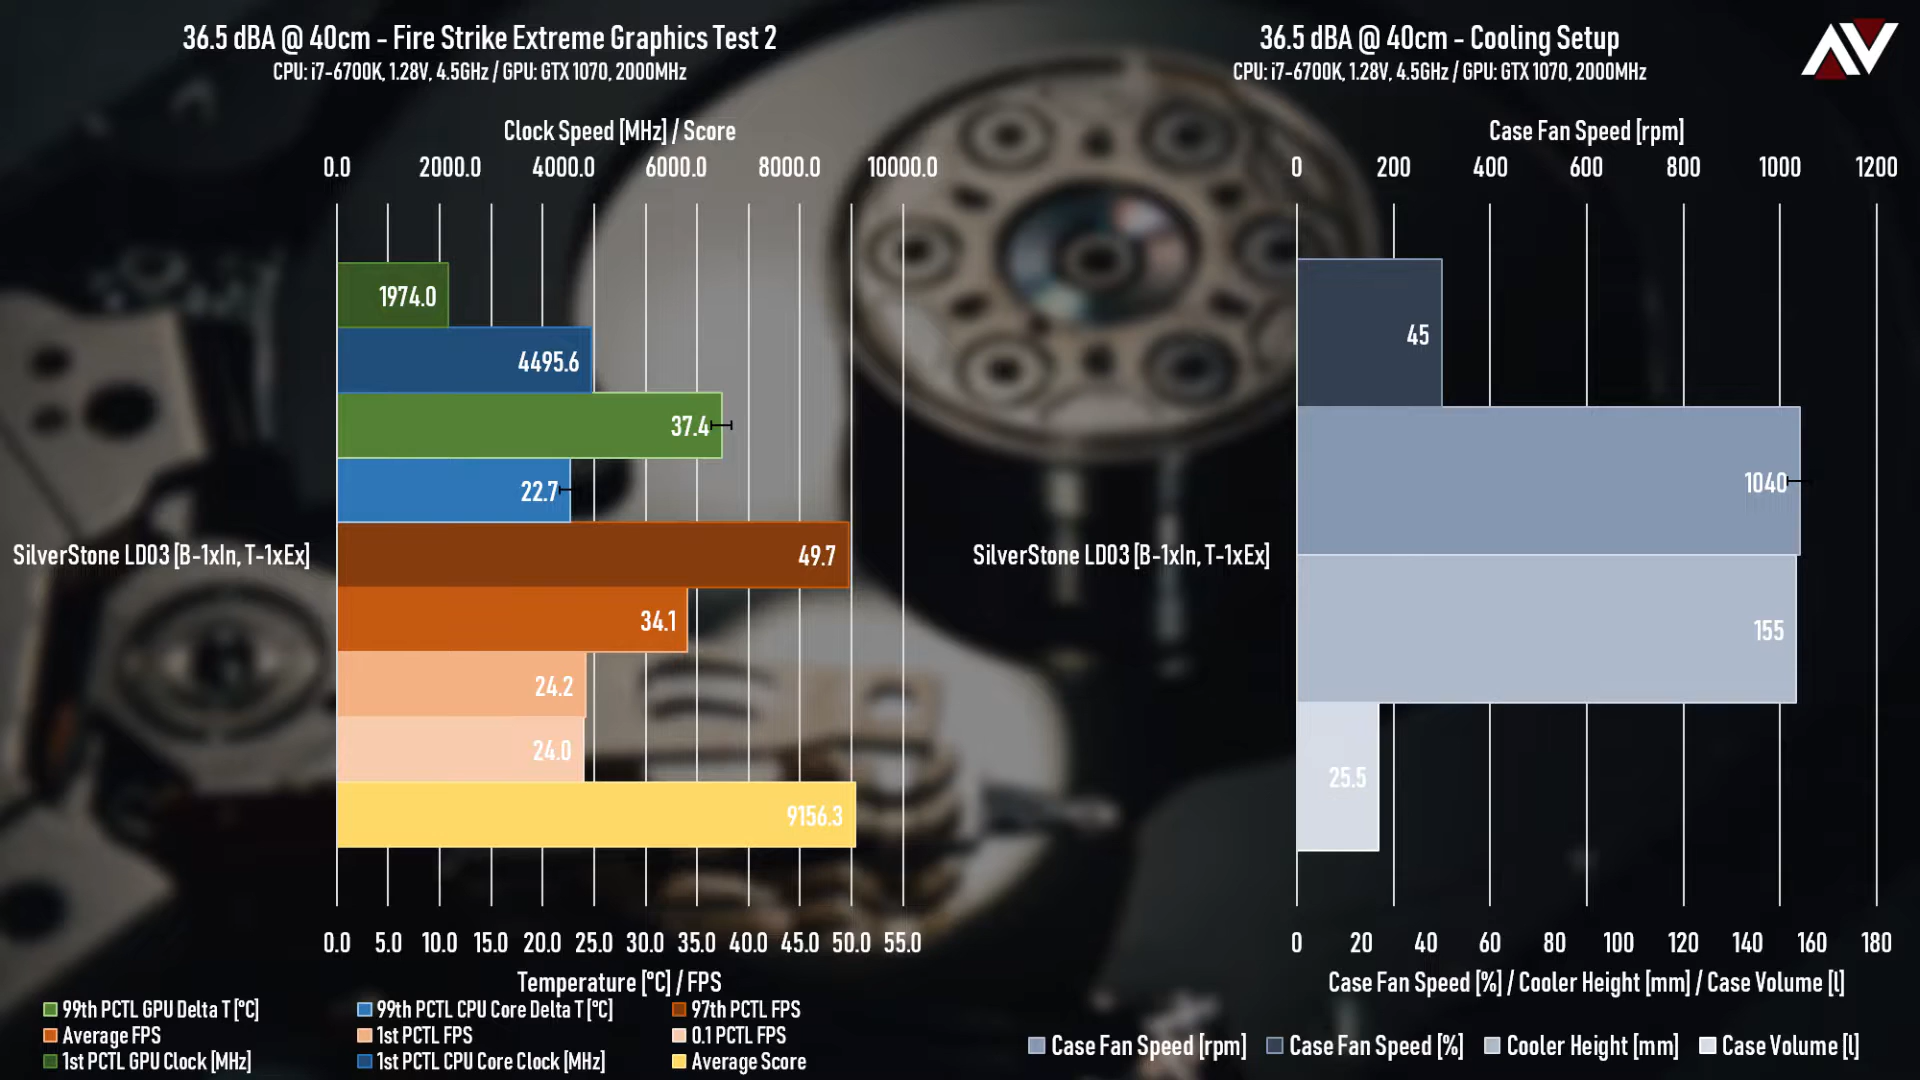 36.5 dBA @ 40cm - Fire Strike Extreme Graphics Test 2
CPU: i7-6700K, 1.28V, 4.5GHz / GPU: GTX 1070, 2000MHz
Clock Speed [MHz] / Score
0.0 2000.0 4000.0 6000.0 8000.0 10000.0
1974.0
4495.6
37.4
22.7
SilverStone LD03 [B-1xIn, T-1xEx]
49.7
34.1
24.2
24.0
9156.3
0.0 5.0 10.0 15.0 20.0 25.0 30.0 35.0 40.0 45.0 50.0 55.0
Temperature [°C] / FPS
99th PCTL GPU Delta T [°C] 99th PCTL CPU Core Delta T [°C] 97th PCTL FPS
Average FPS 1st PCTL FPS 0.1 PCTL FPS
1st PCTL GPU Clock [MHz] 1st PCTL CPU Core Clock [MHz] Average Score
36.5 dBA @ 40cm - Cooling Setup
CPU: i7-6700K, 1.28V, 4.5GHz / GPU: GTX 1070, 2000MHz
Case Fan Speed [rpm]
0 200 400 600 800 1000 1200
45
1040
SilverStone LD03 [B-1xIn, T-1xEx]
155
25.5
0 20 40 60 80 100 120 140 160 180
Case Fan Speed [%] / Cooler Height [mm] / Case Volume [l]
Case Fan Speed [rpm] Case Fan Speed [%] Cooler Height [mm] Case Volume [l]